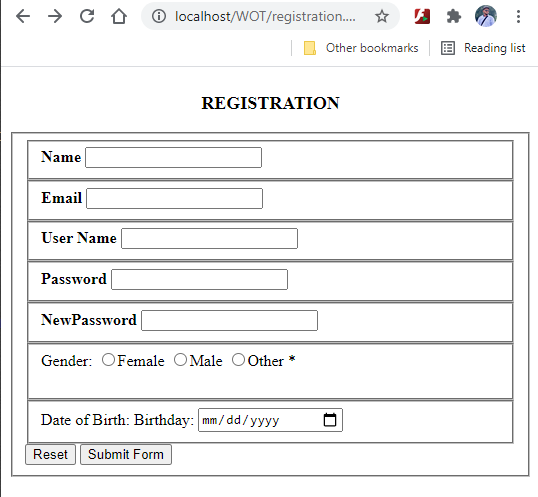 localhost/WOT/registration....
Other bookmarks Reading list
REGISTRATION
Name
Email
User Name
Password
NewPassword
Gender: Female Male Other *
Date of Birth: Birthday: mm/dd/yyyy
Reset Submit Form